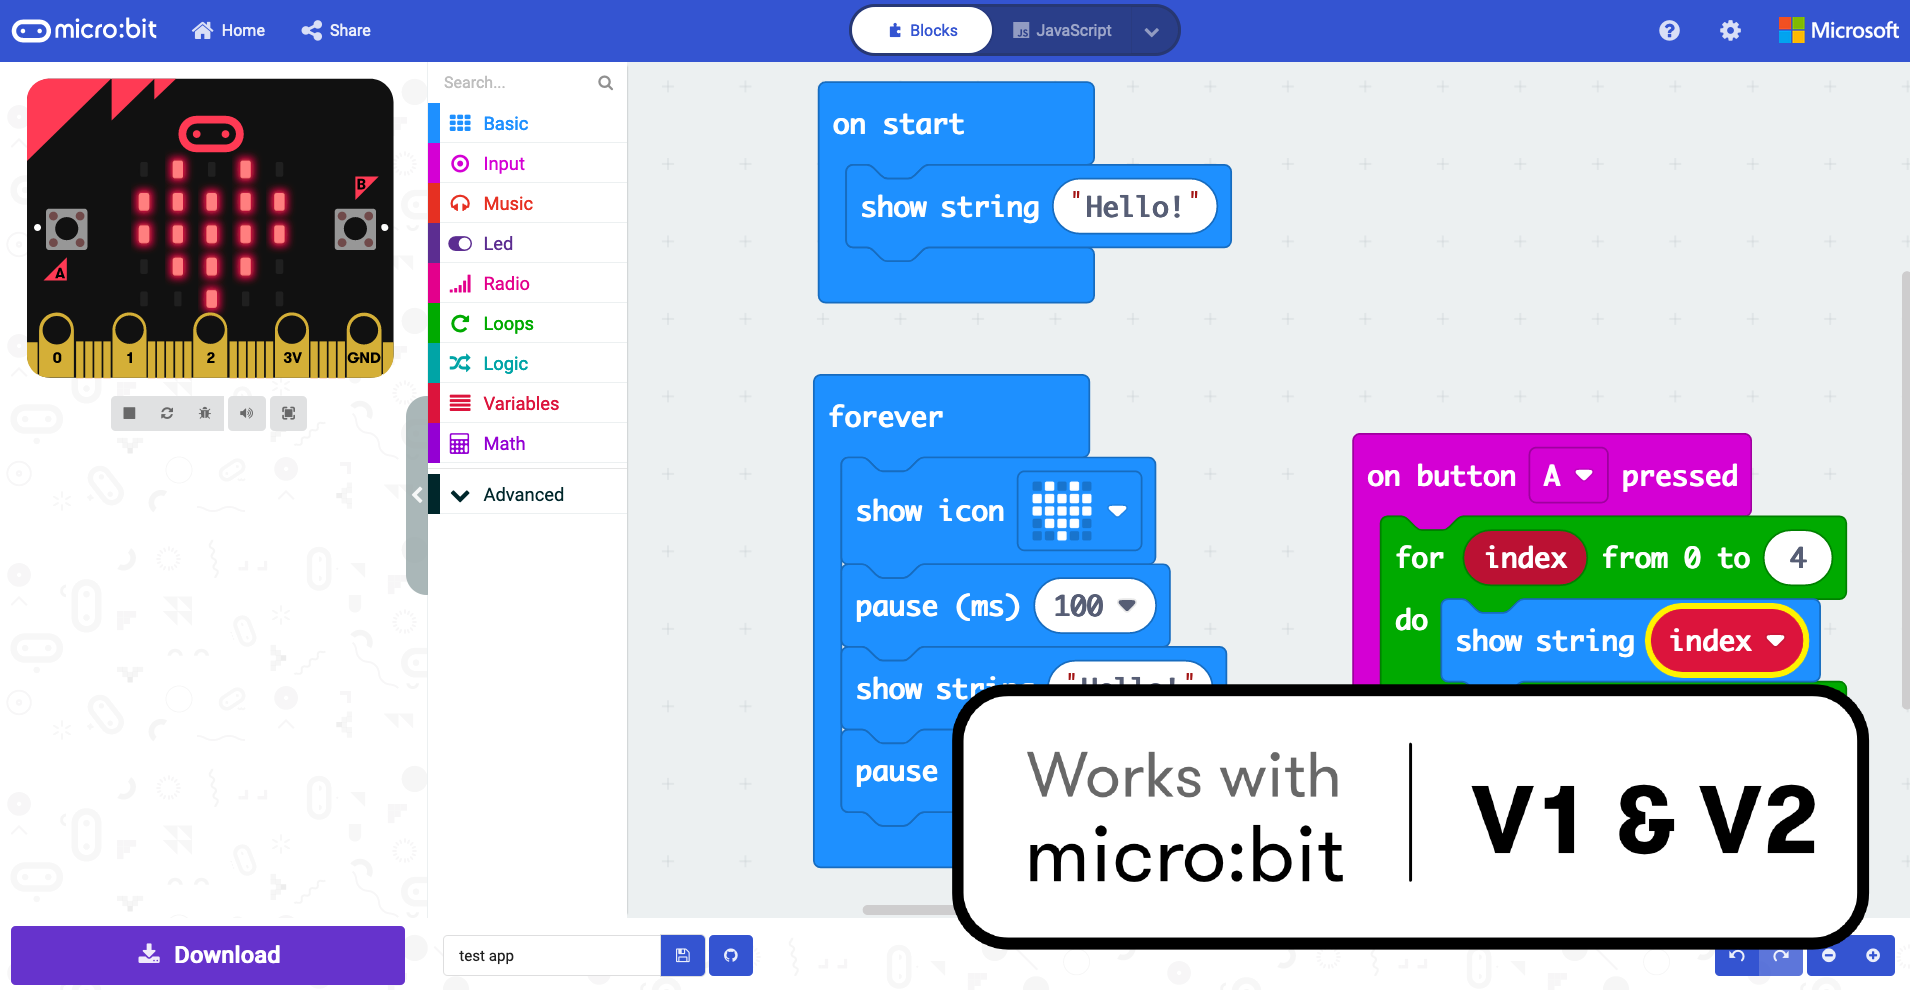 micro:bit
Home
Share
Blocks
JavaScript
Microsoft
A
B
0
1
2
3V
GND
Search...
Basic
Input
Music
Led
Radio
Loops
Logic
Variables
Math
Advanced
on start
show string "Hello!"
forever
show icon
pause (ms) 100
show string "Hello!"
pause
on button A pressed
for index from 0 to 4
do show string index
Works with
micro:bit
V1 & V2
Download
test app